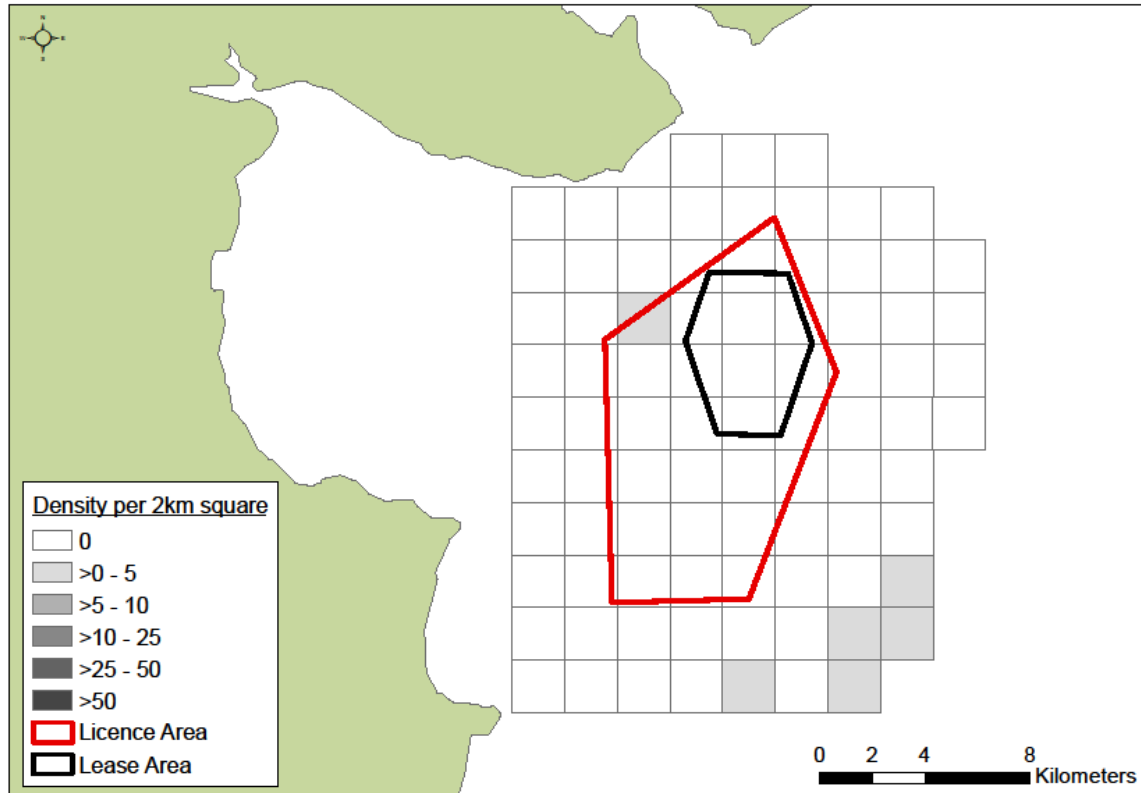 N
W E
S
Density per 2km square
0
>0 - 5
>5 - 10
>10 - 25
>25 - 50
>50
Licence Area
Lease Area
0 2 4 8
Kilometers